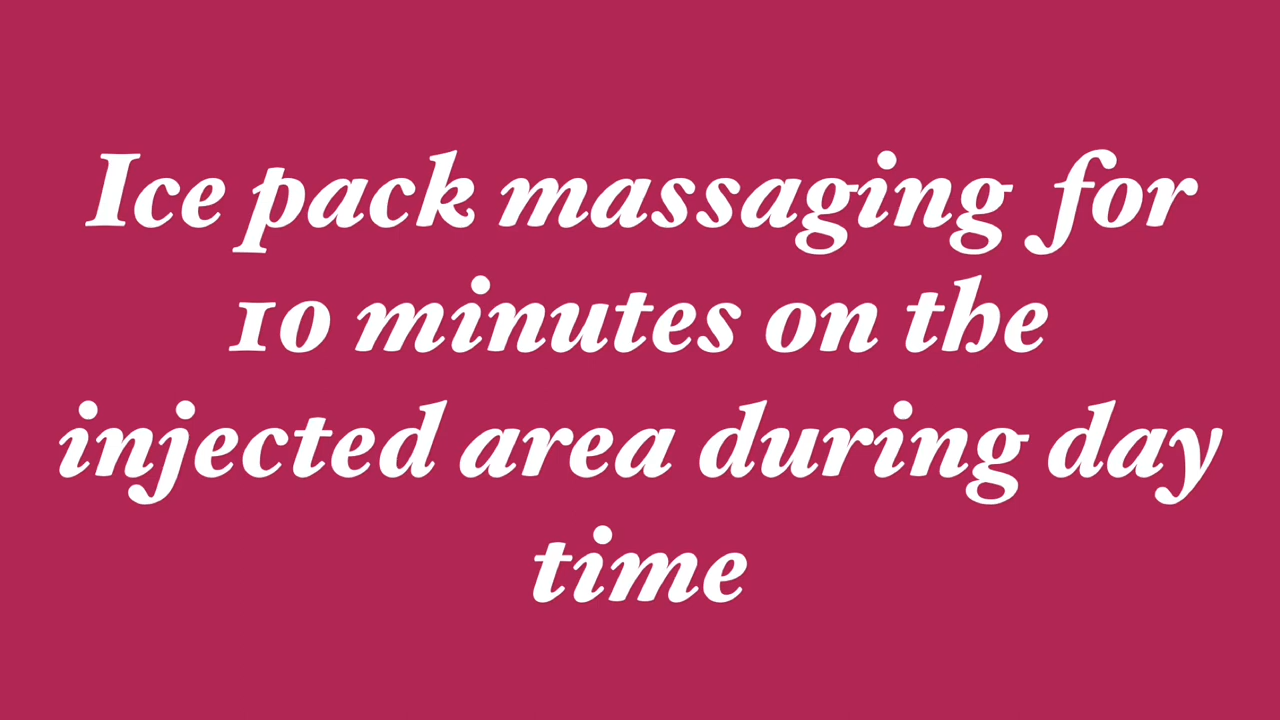 Ice pack massaging for
10 minutes on the
injected area during day
time